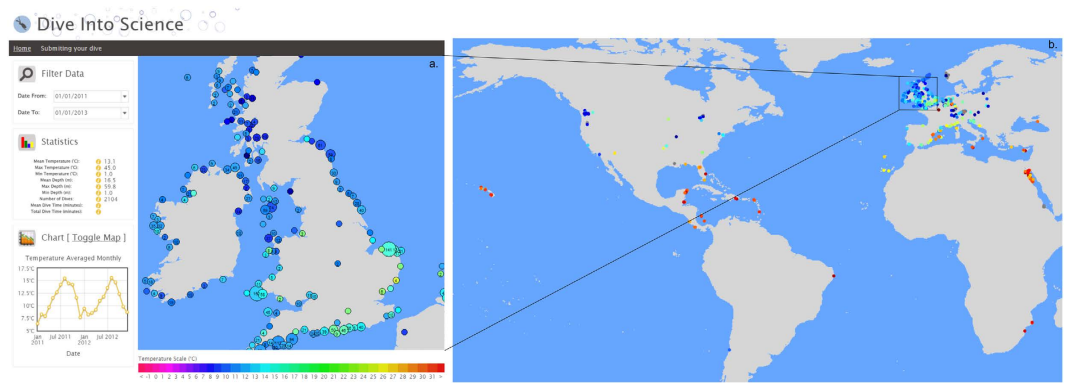 Dive Into Science
Home Submiting your dive
Filter Data
Date From: 01/01/2011
Date To: 01/01/2013
Statistics
Mean Temperature (°C): 13.1
Max Temperature (°C): 45.0
Min Temperature (°C): 1.0
Mean Depth (m): 18.5
Max Depth (m): 59.8
Min Depth (m): 1.0
Number of Dives: 2104
Mean Dive Time (minutes):
Total Dive Time (minutes):
Chart [ Toggle Map ]
Temperature Averaged Monthly
17.5°C
15°C
12.5°C
10°C
7.5°C
5°C
Jan 2011 Jul 2011 Jan 2012 Jul 2012
Date
a.
b.
Temperature Scale (°C)
< -1 0 1 2 3 4 5 6 7 8 9 10 11 12 13 14 15 16 17 18 19 20 21 22 23 24 25 26 27 28 29 30 31 >